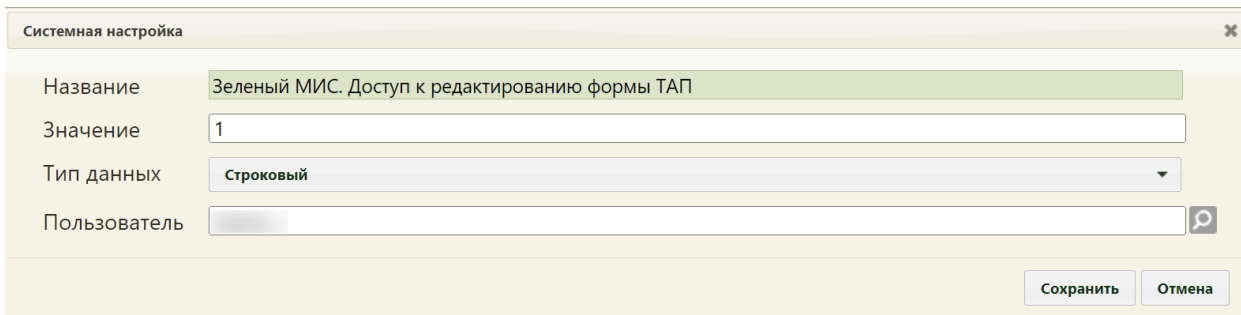 Системная настройка
Название Зеленый МИС. Доступ к редактированию формы ТАП
Значение 1
Тип данных Строковый
Пользователь
Сохранить Отмена